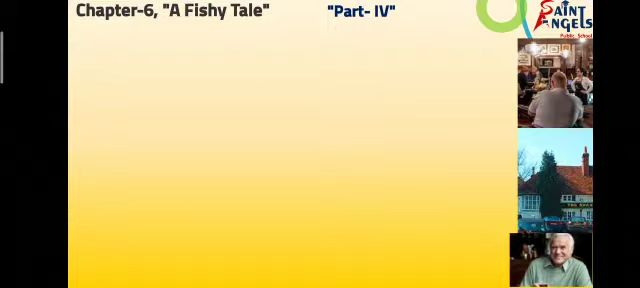 Chapter-6, "A Fishy Tale"
"Part- IV"
SAINT
ANGELS
Public School